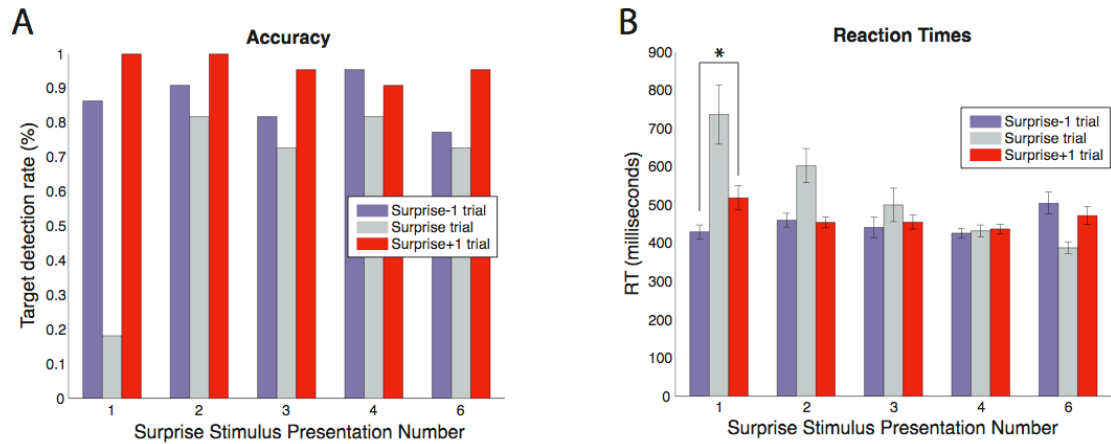 A
Accuracy
Target detection rate (%)
1
0.9
0.8
0.7
0.6
0.5
0.4
0.3
0.2
0.1
0
Surprise-1 trial
Surprise trial
Surprise+1 trial
1 2 3 4 6
Surprise Stimulus Presentation Number
B
Reaction Times
RT (milliseconds)
900
800
700
600
500
400
300
200
100
0
*
Surprise-1 trial
Surprise trial
Surprise+1 trial
1 2 3 4 6
Surprise Stimulus Presentation Number